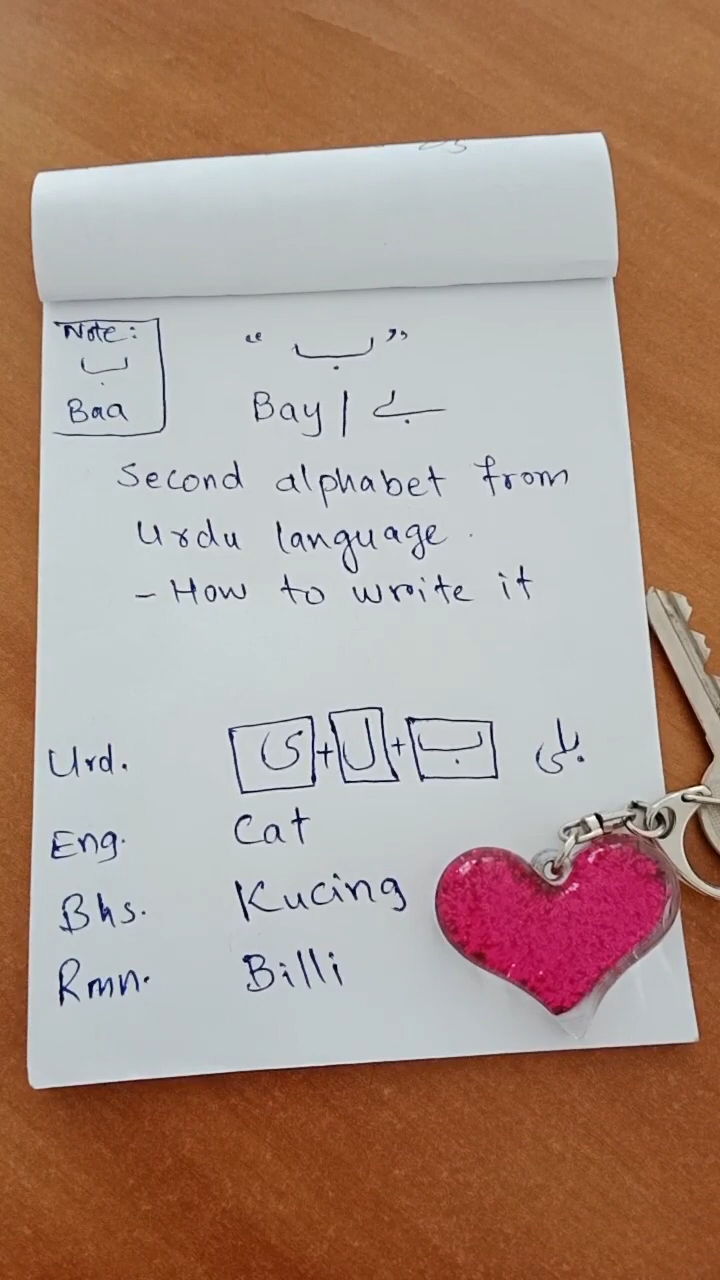 Note:
ب
Baa
“ ب ”
Bay | بے
Second alphabet from
Urdu language.
- How to write it
Urd. ی + ل + ب بلی
Eng. Cat
Bhs. Kucing
Rmn. Billi